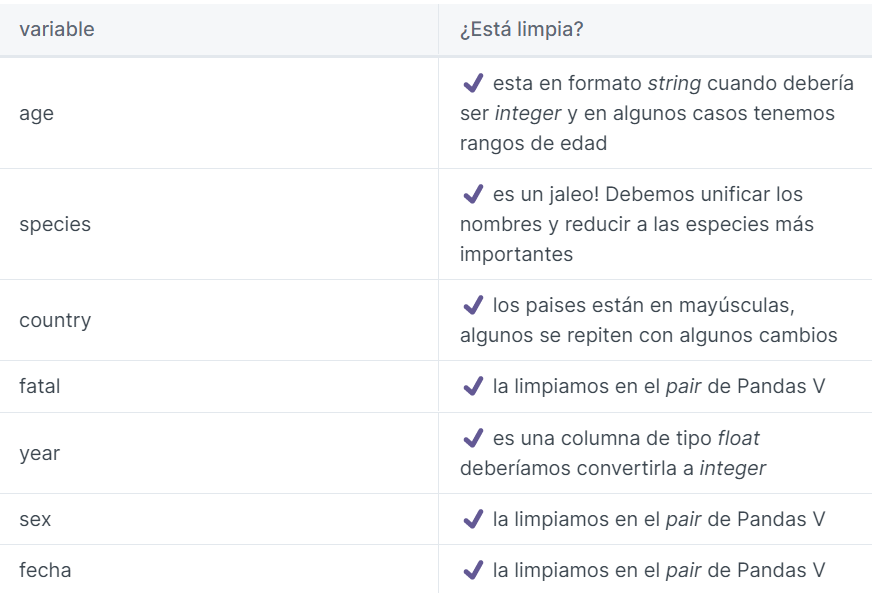 variable
¿Está limpia?
age
✔ esta en formato string cuando debería
ser integer y en algunos casos tenemos
rangos de edad
species
✔ es un jaleo! Debemos unificar los
nombres y reducir a las especies más
importantes
country
✔ los paises están en mayúsculas,
algunos se repiten con algunos cambios
fatal
✔ la limpiamos en el pair de Pandas V
year
✔ es una columna de tipo float
deberíamos convertirla a integer
sex
✔ la limpiamos en el pair de Pandas V
fecha
✔ la limpiamos en el pair de Pandas V